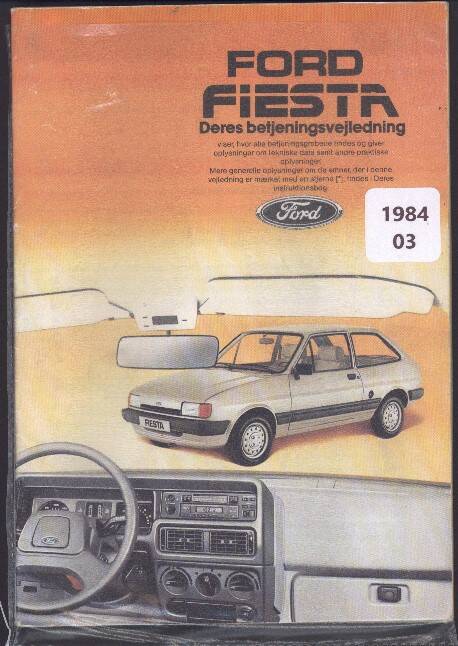 FORD
FIESTA
Deres betjeningsvejledning
viser, hvor alle betjeningsgrebene findes og giver
oplysninger om tekniske data samt andre praktiske
oplysninger.
Mere generelle oplysninger om de emner, der i denne
vejledning er mærket med en stjerne (*), findes i Deres
instruktionsbog
Ford
1984
03
FIESTA
Ford